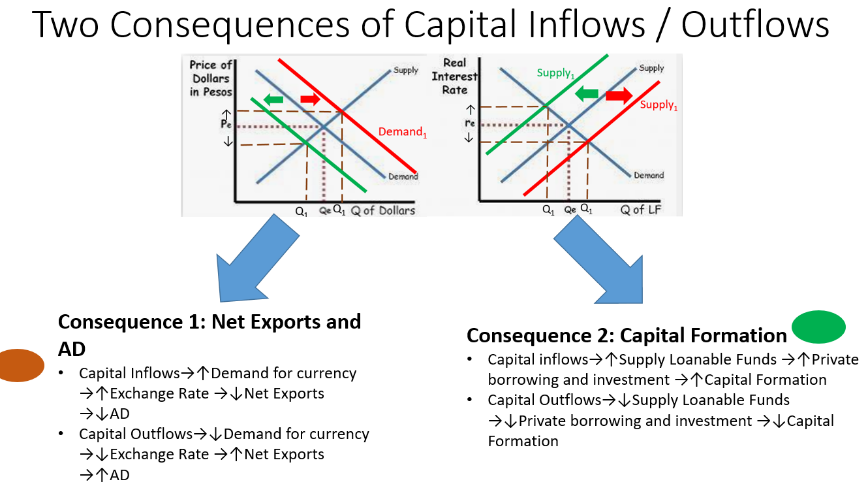 Two Consequences of Capital Inflows / Outflows
Price of
Dollars
in Pesos
Supply
↑
Pe
↓
Demand₁
Demand
Q₁ Qe Q₁ Q of Dollars
Real
Interest
Rate
Supply₁
Supply
Supply₁
↑
re
↓
Demand
Q₁ Qe Q₁ Q of LF
Consequence 1: Net Exports and
AD
• Capital Inflows→↑Demand for currency
→↑Exchange Rate →↓Net Exports
→↓AD
• Capital Outflows→↓Demand for currency
→↓Exchange Rate →↑Net Exports
→↑AD
Consequence 2: Capital Formation
• Capital inflows→↑Supply Loanable Funds →↑Private
borrowing and investment →↑Capital Formation
• Capital Outflows→↓Supply Loanable Funds
→↓Private borrowing and investment →↓Capital
Formation